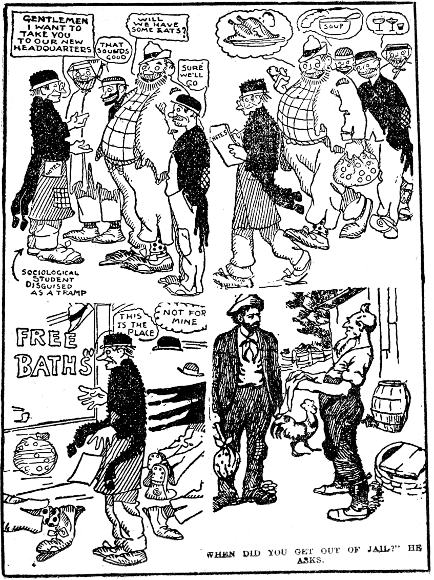 GENTLEMEN
I WANT TO
TAKE YOU
TO OUR NEW
HEADQUARTERS
THAT
SOUNDS
GOOD
WILL
WE HAVE
SOME EATS?
SURE
WE'LL
GO
SOCIOLOGICAL
STUDENT
DISGUISED
AS A TRAMP
SOUP
NOTES
FREE
BATHS
THIS
IS THE
PLACE
NOT FOR
MINE
"WHEN DID YOU GET OUT OF JAIL?" HE
ASKS.